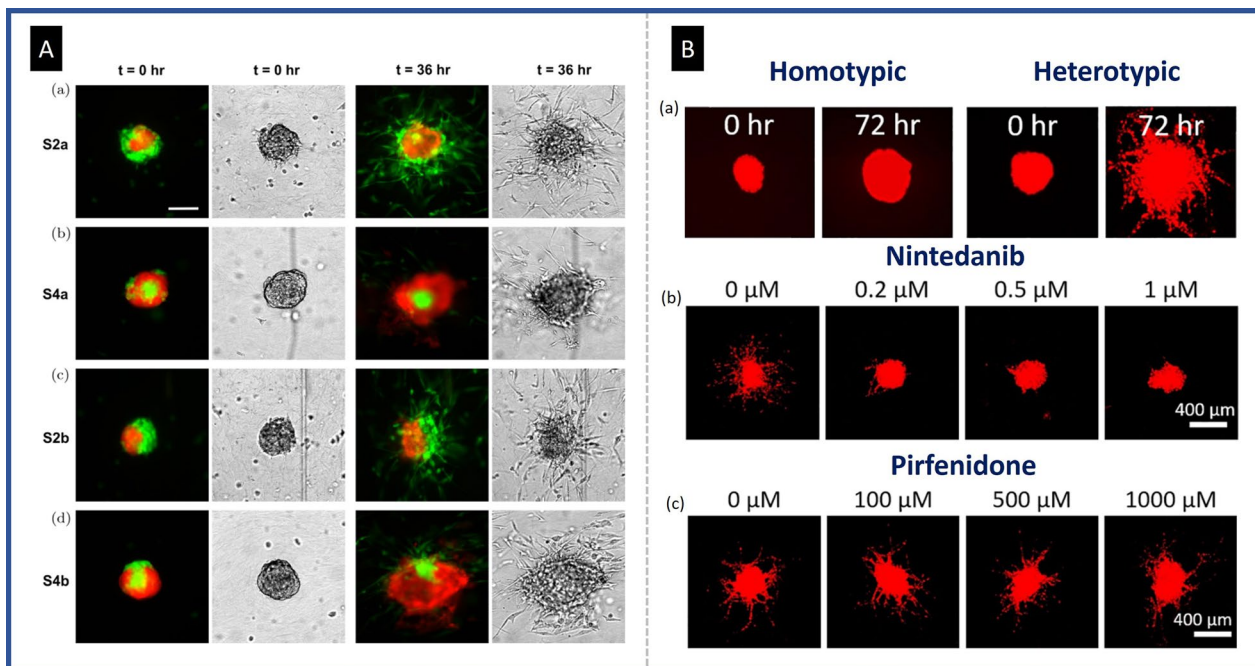 A
t = 0 hr t = 0 hr t = 36 hr t = 36 hr
(a)
S2a
(b)
S4a
(c)
S2b
(d)
S4b
B
Homotypic Heterotypic
(a)
0 hr 72 hr 0 hr 72 hr
Nintedanib
(b)
0 μM 0.2 μM 0.5 μM 1 μM
400 μm
Pirfenidone
(c)
0 μM 100 μM 500 μM 1000 μM
400 μm